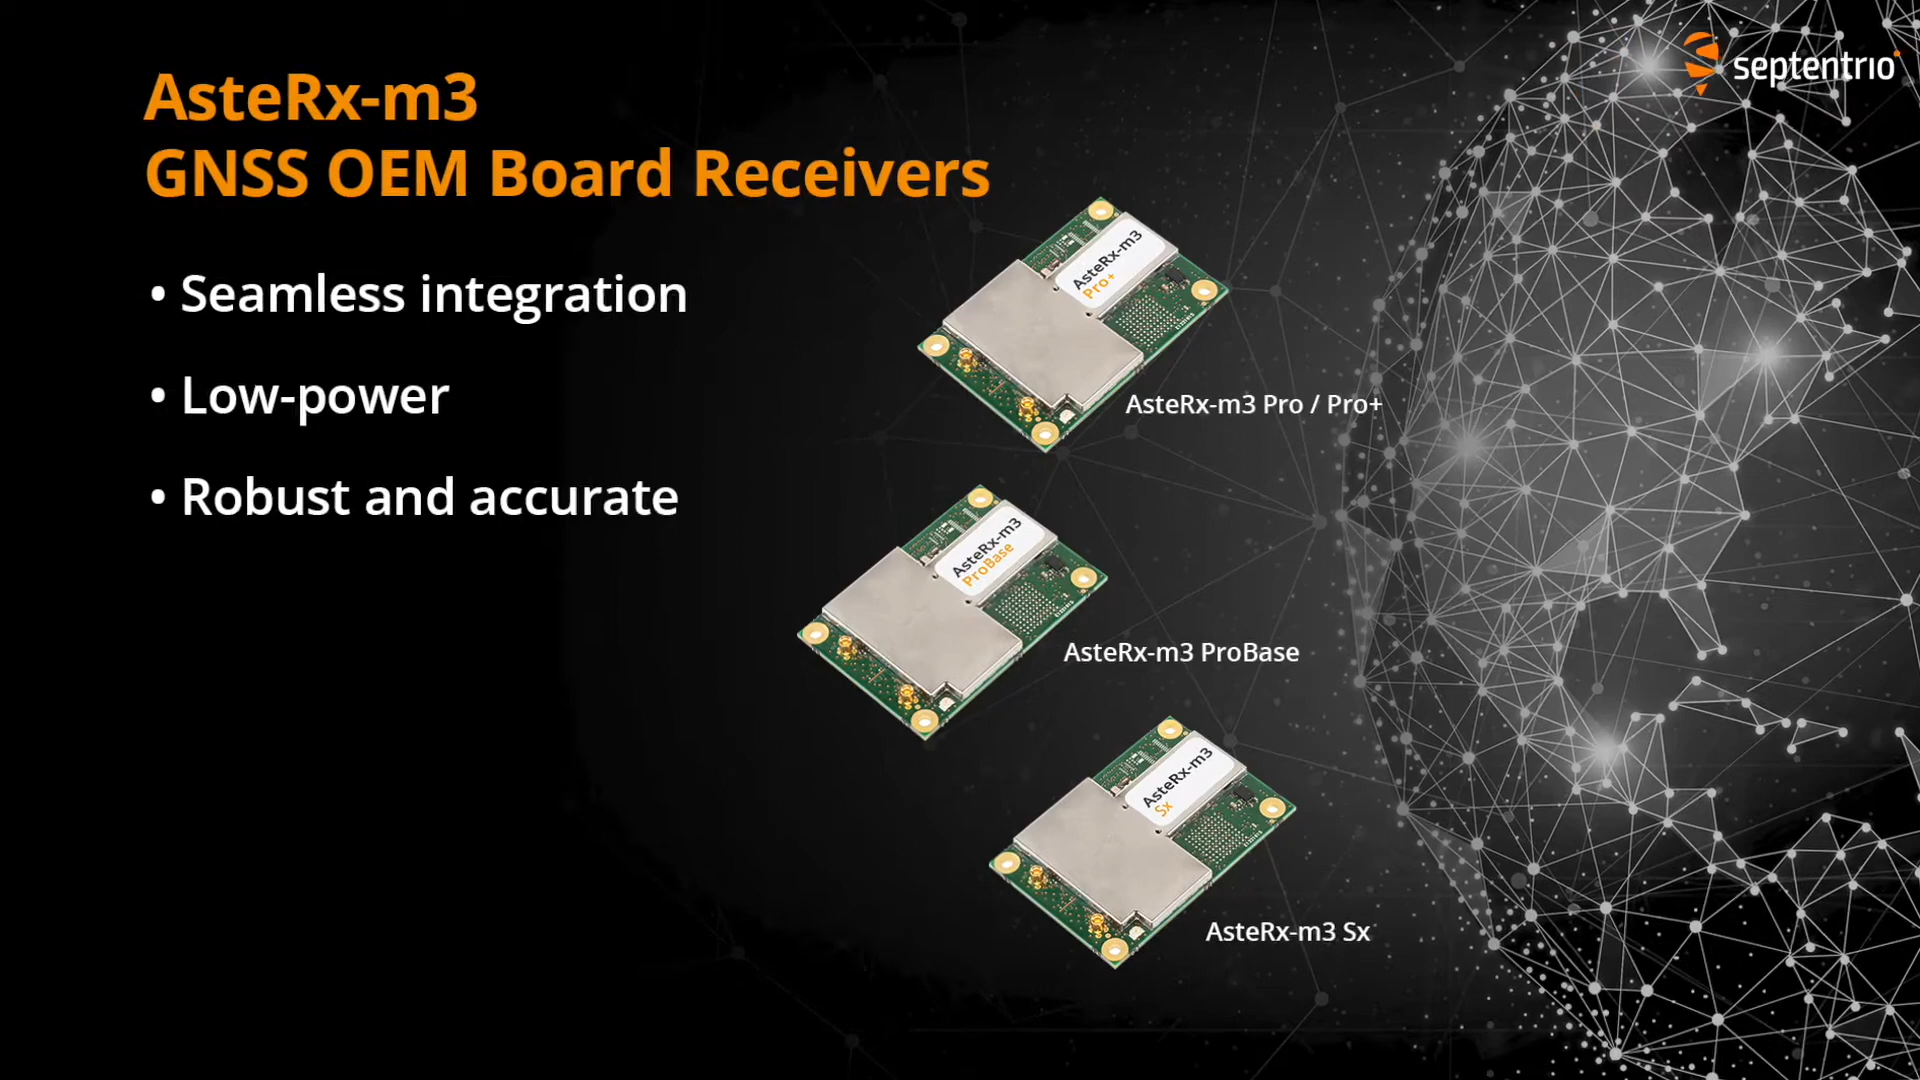 septentrio
AsteRx-m3
GNSS OEM Board Receivers
• Seamless integration
• Low-power
• Robust and accurate
AsteRx-m3
Pro+
AsteRx-m3 Pro / Pro+
AsteRx-m3
ProBase
AsteRx-m3 ProBase
AsteRx-m3
Sx
AsteRx-m3 Sx